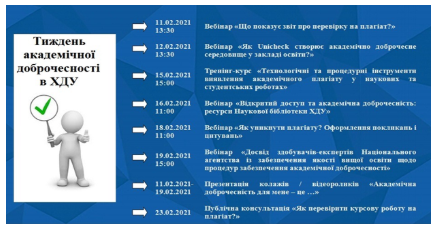 Тиждень
академічної
доброчесності
в ХДУ
11.02.2021
13:30
Вебінар «Що показує звіт про перевірку на плагіат?»
12.02.2021
13:30
Вебінар «Як Unicheck створює академічно доброчесне
середовище у закладі освіти?»
15.02.2021
15:00
Тренінг-курс «Технологічні та процедурні інструменти
виявлення академічного плагіату у наукових та
студентських роботах»
16.02.2021
11:00
Вебінар «Відкритий доступ та академічна доброчесність:
ресурси Наукової бібліотеки ХДУ»
18.02.2021
11:00
Вебінар «Як уникнути плагіату? Оформлення покликань і
цитувань»
19.02.2021
15:00
Вебінар «Досвід здобувачів-експертів Національного
агентства із забезпечення якості вищої освіти щодо
процедур забезпечення академічної доброчесності»
11.02.2021-
19.02.2021
Презентація колажів / відеороликів «Академічна
доброчесність для мене – це …»
23.02.2021
Публічна консультація «Як перевірити курсову роботу на
плагіат?»